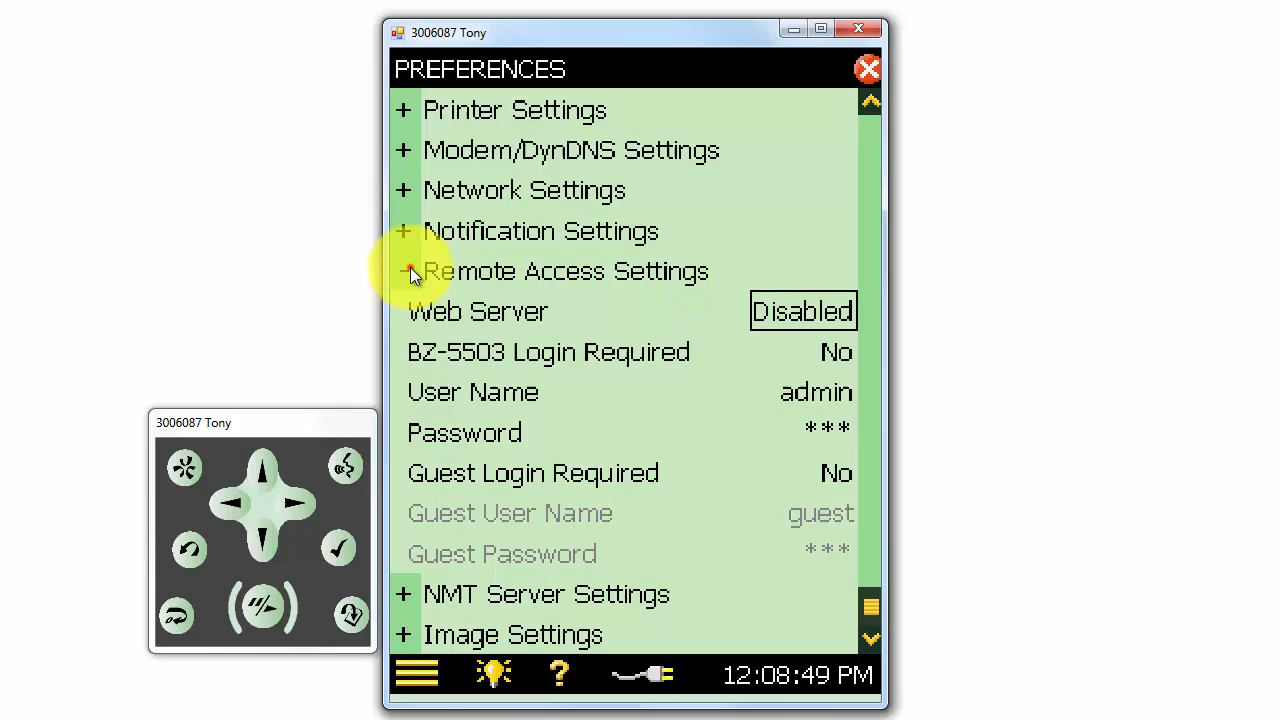 3006087 Tony
PREFERENCES
+ Printer Settings
+ Modem/DynDNS Settings
+ Network Settings
+ Notification Settings
- Remote Access Settings
Web Server Disabled
BZ-5503 Login Required No
User Name admin
Password ***
Guest Login Required No
Guest User Name guest
Guest Password ***
+ NMT Server Settings
+ Image Settings
? 12:08:49 PM
3006087 Tony